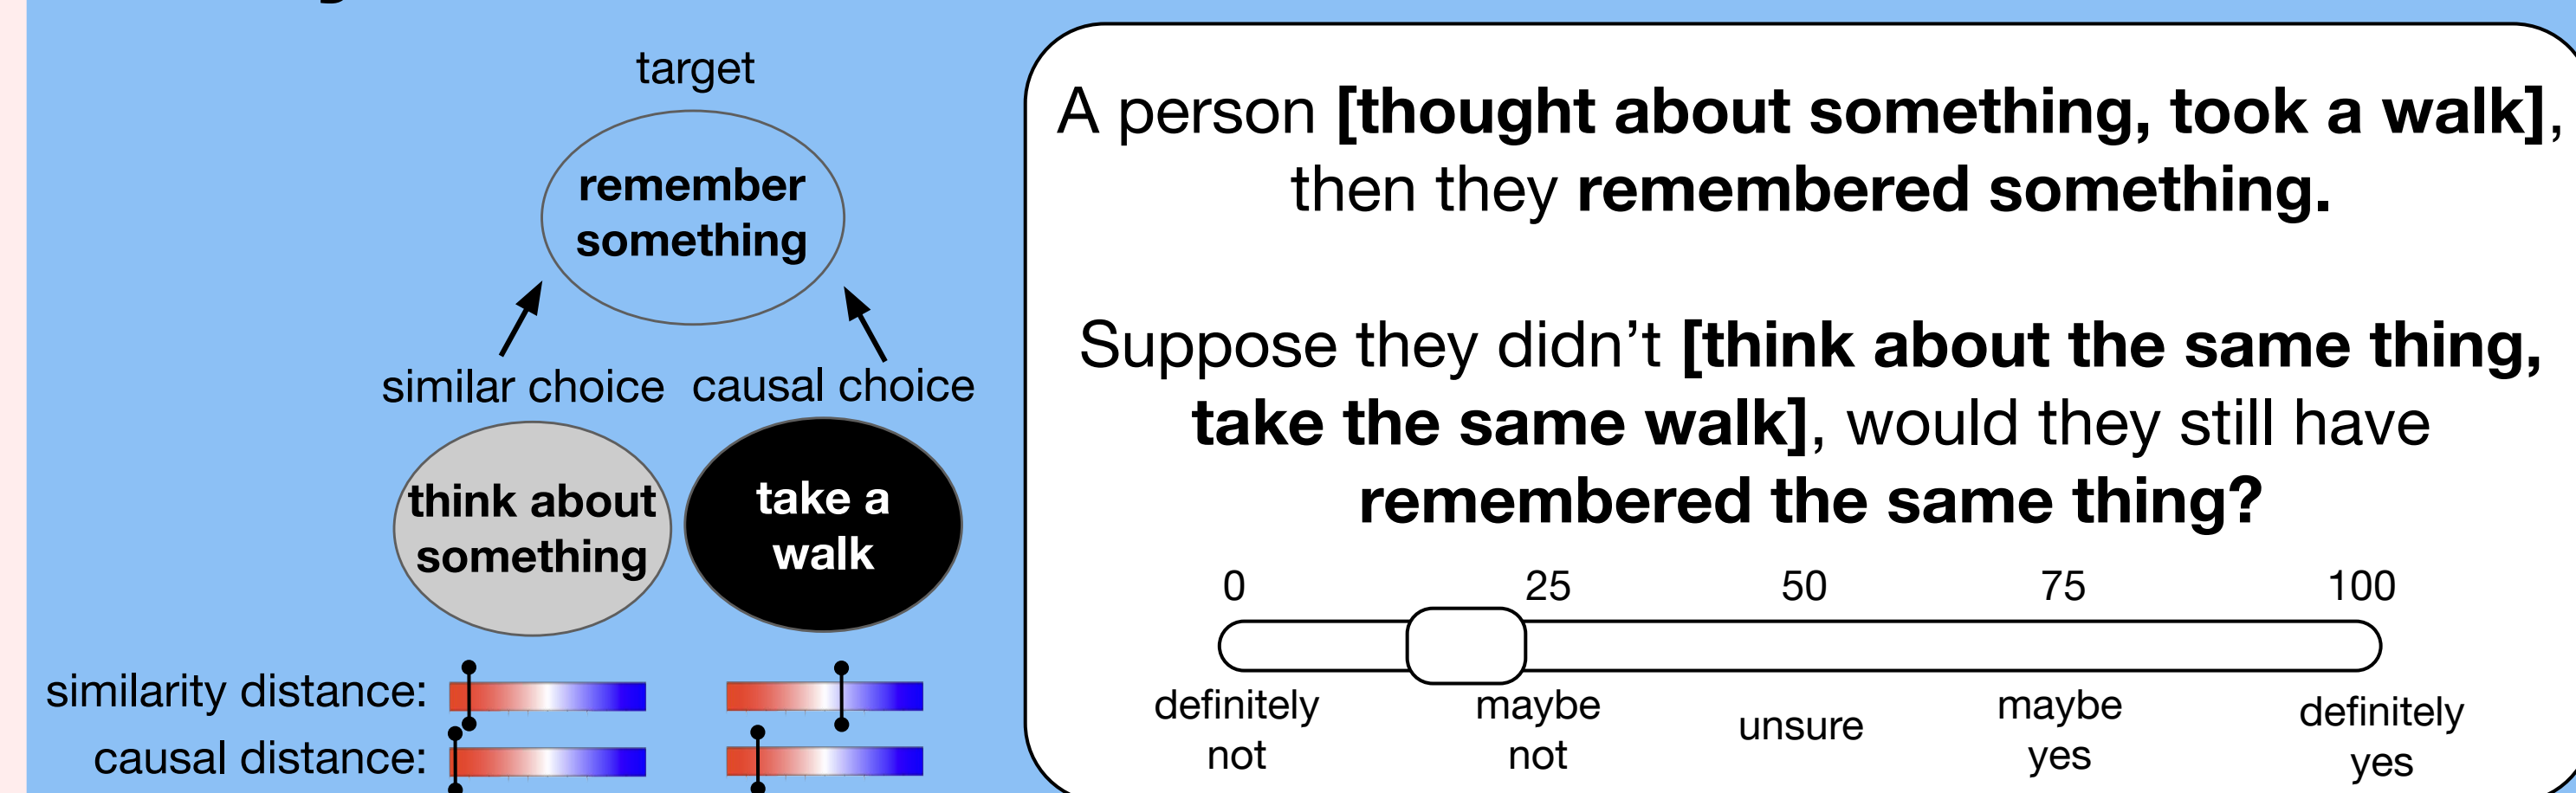 target
remember
something
similar choice
causal choice
think about
something
take a
walk
similarity distance:
causal distance:
A person [thought about something, took a walk],
then they remembered something.
Suppose they didn’t [think about the same thing,
take the same walk], would they still have
remembered the same thing?
0 25 50 75 100
definitely
not
maybe
not
unsure
maybe
yes
definitely
yes